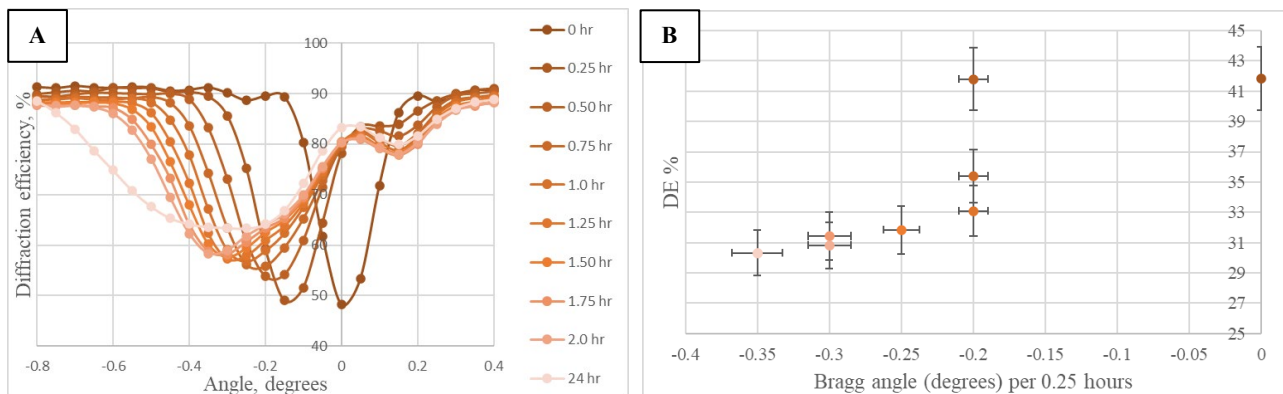 A
Diffraction efficiency, %
100
90
80
70
60
50
40
-0.8
-0.6
-0.4
-0.2
0
0.2
0.4
Angle, degrees
0 hr
0.25 hr
0.50 hr
0.75 hr
1.0 hr
1.25 hr
1.50 hr
1.75 hr
2.0 hr
24 hr
B
DE %
45
43
41
39
37
35
33
31
29
27
25
-0.4
-0.35
-0.3
-0.25
-0.2
-0.15
-0.1
-0.05
0
Bragg angle (degrees) per 0.25 hours